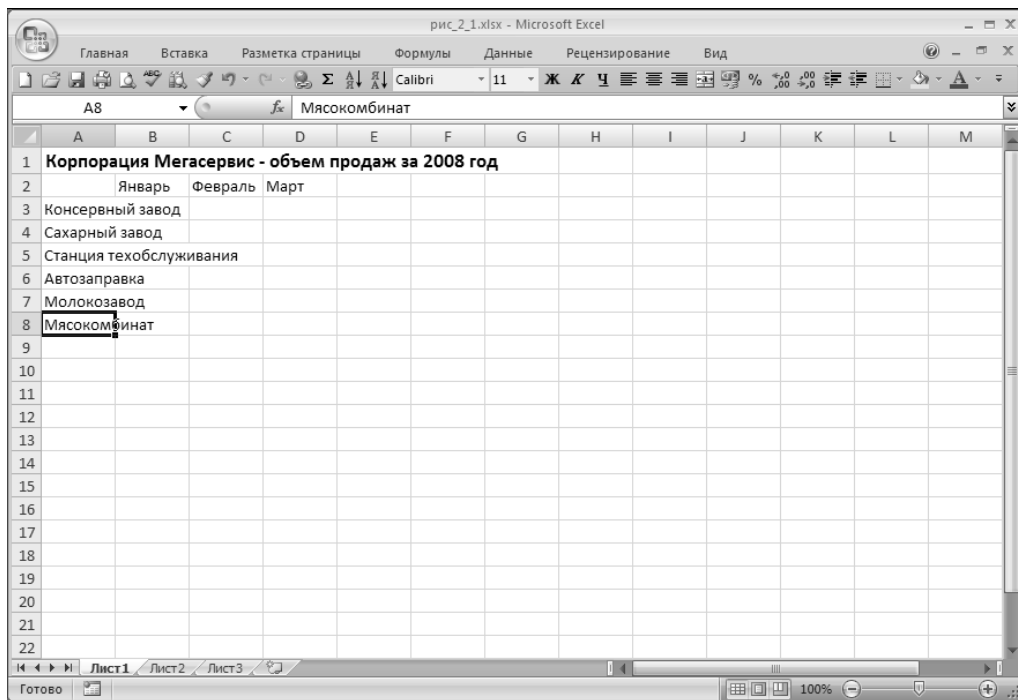 рис_2_1.xlsx - Microsoft Excel
Главная Вставка Разметка страницы Формулы Данные Рецензирование Вид
Calibri 11 Ж К Ч %
A8 fx Мясокомбинат
A B C D E F G H I J K L M
1 Корпорация Мегасервис - объем продаж за 2008 год
2 Январь Февраль Март
3 Консервный завод
4 Сахарный завод
5 Станция техобслуживания
6 Автозаправка
7 Молокозавод
8 Мясокомбинат
9
10
11
12
13
14
15
16
17
18
19
20
21
22
Лист1 Лист2 Лист3
Готово 100%